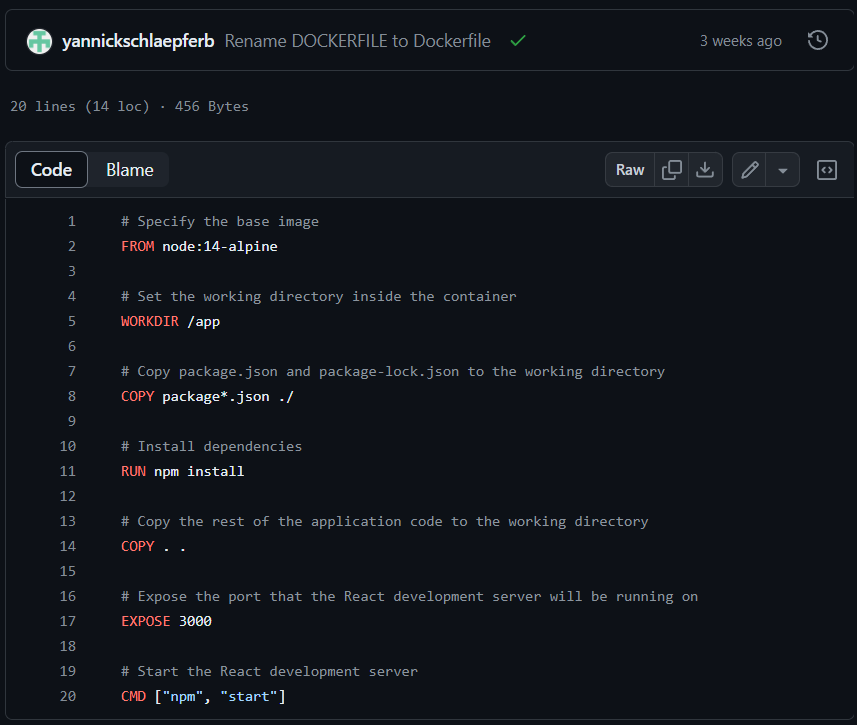 yannickschlaepferb Rename DOCKERFILE to Dockerfile 3 weeks ago
20 lines (14 loc) · 456 Bytes
Code Blame Raw
1 # Specify the base image
2 FROM node:14-alpine
3
4 # Set the working directory inside the container
5 WORKDIR /app
6
7 # Copy package.json and package-lock.json to the working directory
8 COPY package*.json ./
9
10 # Install dependencies
11 RUN npm install
12
13 # Copy the rest of the application code to the working directory
14 COPY . .
15
16 # Expose the port that the React development server will be running on
17 EXPOSE 3000
18
19 # Start the React development server
20 CMD ["npm", "start"]